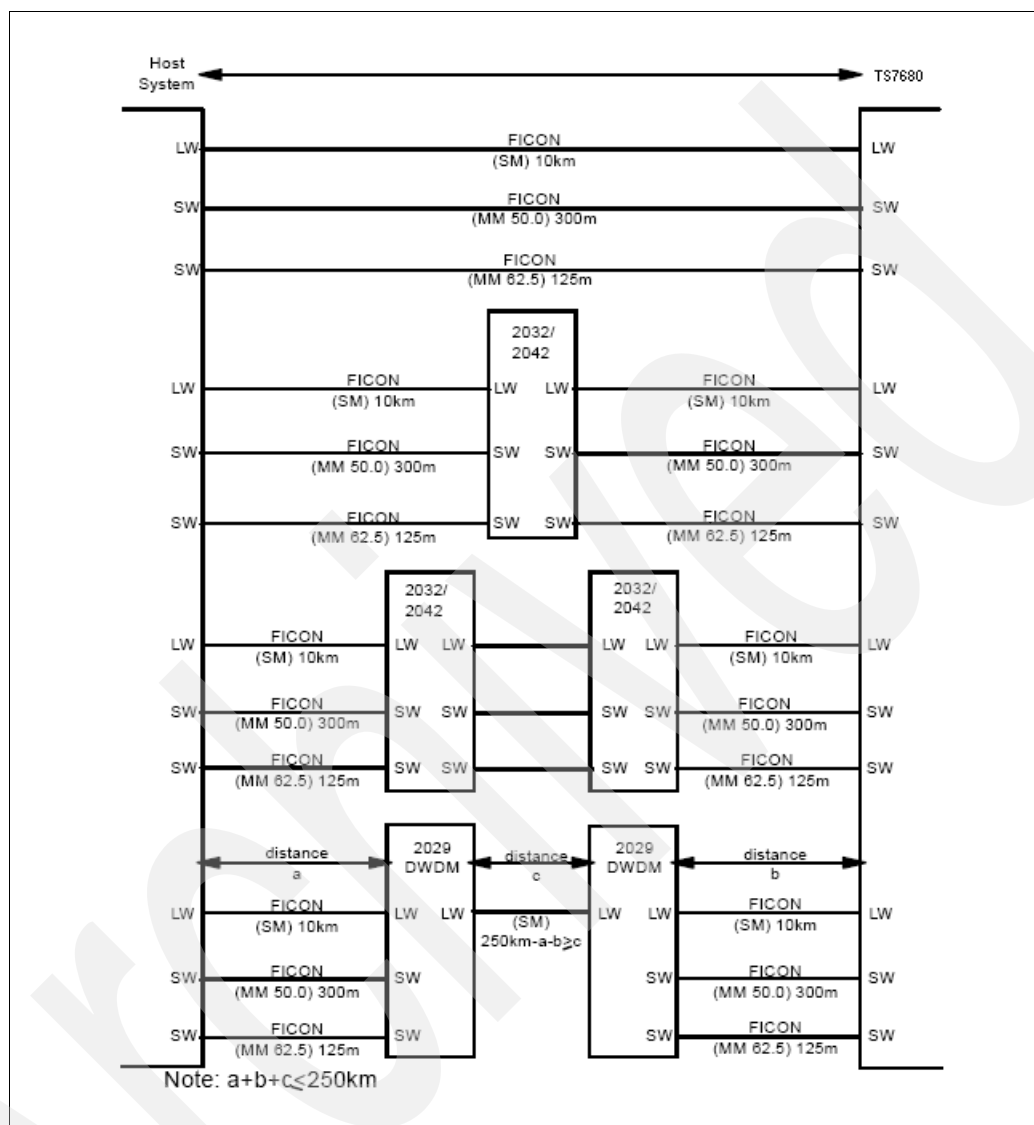 Host
System
TS7680
LW
FICON
(SM) 10km
LW
SW
FICON
(MM 50.0) 300m
SW
SW
FICON
(MM 62.5) 125m
SW
2032/
2042
LW
FICON
(SM) 10km
LW
LW
FICON
(SM) 10km
LW
SW
FICON
(MM 50.0) 300m
SW
SW
FICON
(MM 50.0) 300m
SW
SW
FICON
(MM 62.5) 125m
SW
SW
FICON
(MM 62.5) 125m
SW
2032/
2042
2032/
2042
LW
FICON
(SM) 10km
LW
LW
LW
LW
FICON
(SM) 10km
LW
SW
FICON
(MM 50.0) 300m
SW
SW
SW
SW
FICON
(MM 50.0) 300m
SW
SW
FICON
(MM 62.5) 125m
SW
SW
SW
SW
FICON
(MM 62.5) 125m
SW
distance
a
2029
DWDM
distance
c
2029
DWDM
distance
b
LW
FICON
(SM) 10km
LW
LW
(SM)
250km-a-b≥c
LW
LW
FICON
(SM) 10km
LW
SW
FICON
(MM 50.0) 300m
SW
SW
FICON
(MM 50.0) 300m
SW
SW
FICON
(MM 62.5) 125m
SW
SW
FICON
(MM 62.5) 125m
SW
Note: a+b+c≤250km
Archived